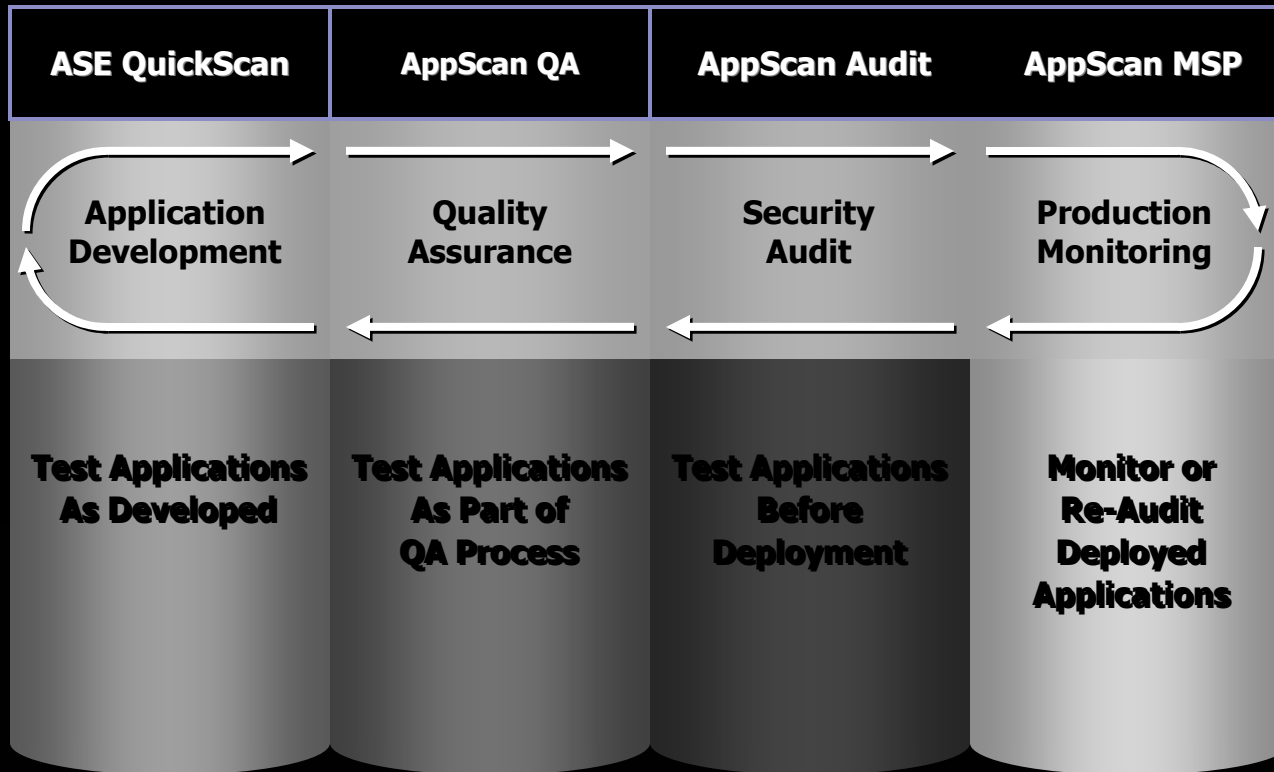 ASE QuickScan
AppScan QA
AppScan Audit
AppScan MSP
Application
Development
Quality
Assurance
Security
Audit
Production
Monitoring
Test Applications
As Developed
Test Applications
As Part of
QA Process
Test Applications
Before
Deployment
Monitor or
Re-Audit
Deployed
Applications